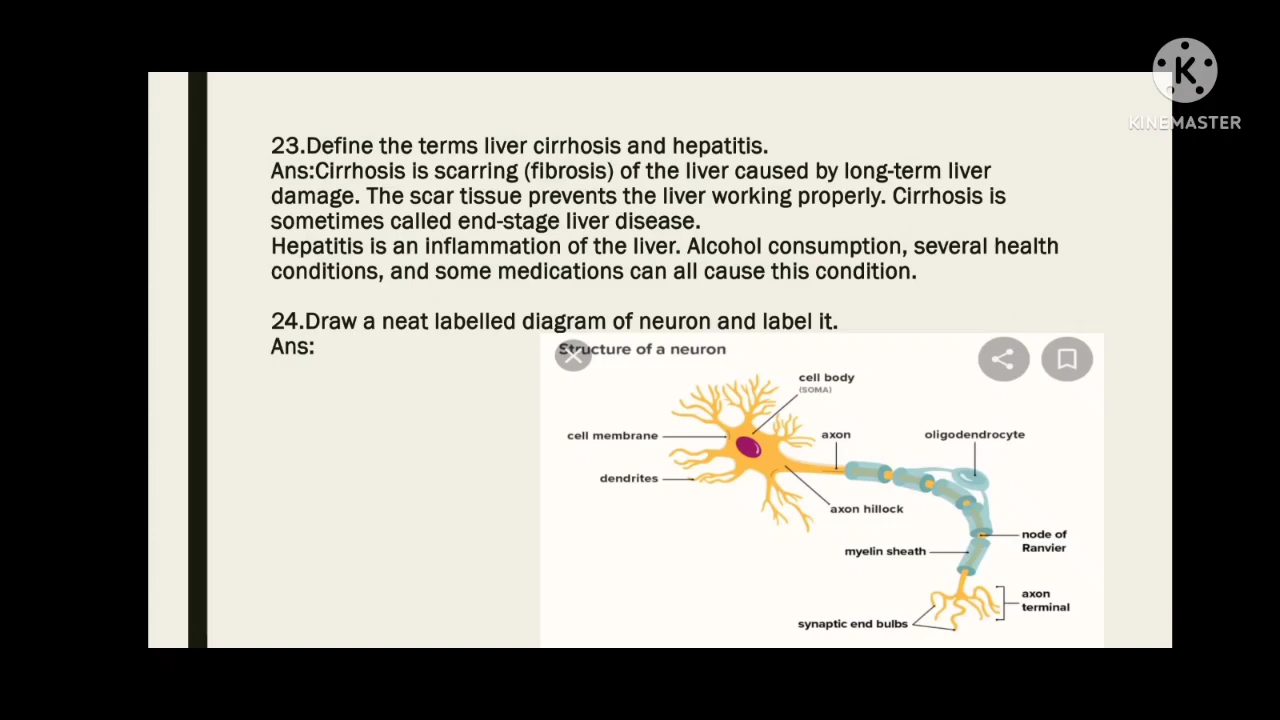 KINEMASTER
23.Define the terms liver cirrhosis and hepatitis.
Ans:Cirrhosis is scarring (fibrosis) of the liver caused by long-term liver
damage. The scar tissue prevents the liver working properly. Cirrhosis is
sometimes called end-stage liver disease.
Hepatitis is an inflammation of the liver. Alcohol consumption, several health
conditions, and some medications can all cause this condition.
24.Draw a neat labelled diagram of neuron and label it.
Ans:
Structure of a neuron
cell body
(SOMA)
cell membrane
axon
oligodendrocyte
dendrites
axon hillock
node of
Ranvier
myelin sheath
axon
terminal
synaptic end bulbs